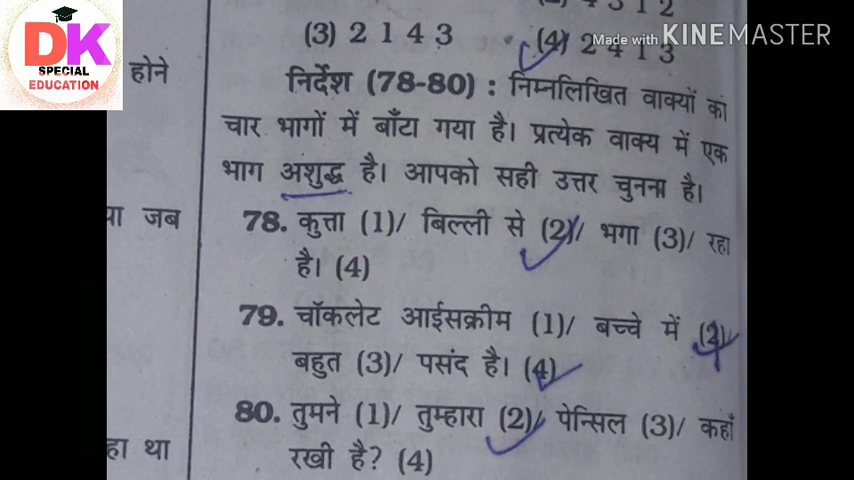 DK
SPECIAL
EDUCATION
Made with KINEMASTER
(3) 2 1 4 3
(4) 2 4 1 3
होने
निर्देश (78-80) : निम्नलिखित वाक्यों को
चार भागों में बाँटा गया है। प्रत्येक वाक्य में एक
भाग अशुद्ध है। आपको सही उत्तर चुनना है।
जब
78. कुत्ता (1)/ बिल्ली से (2)/ भगा (3)/ रहा
है। (4)
79. चॉकलेट आईसक्रीम (1)/ बच्चे में (2)/
बहुत (3)/ पसंद है। (4)
80. तुमने (1)/ तुम्हारा (2)/ पेन्सिल (3)/ कहाँ
था
रखी है? (4)